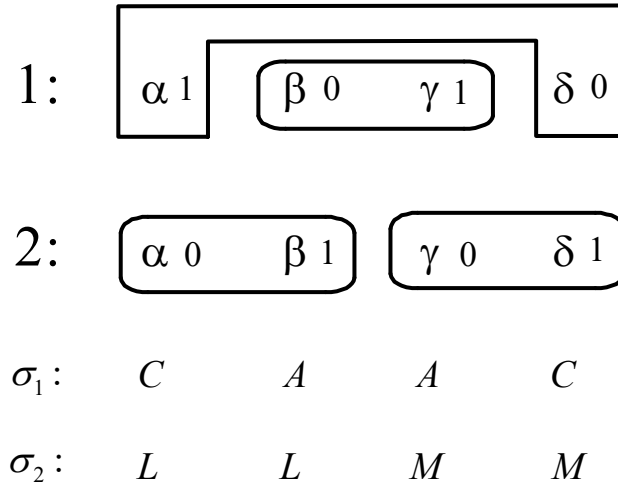 1: α 1 β 0 γ 1 δ 0
2: α 0 β 1 γ 0 δ 1
σ₁: C A A C
σ₂: L L M M